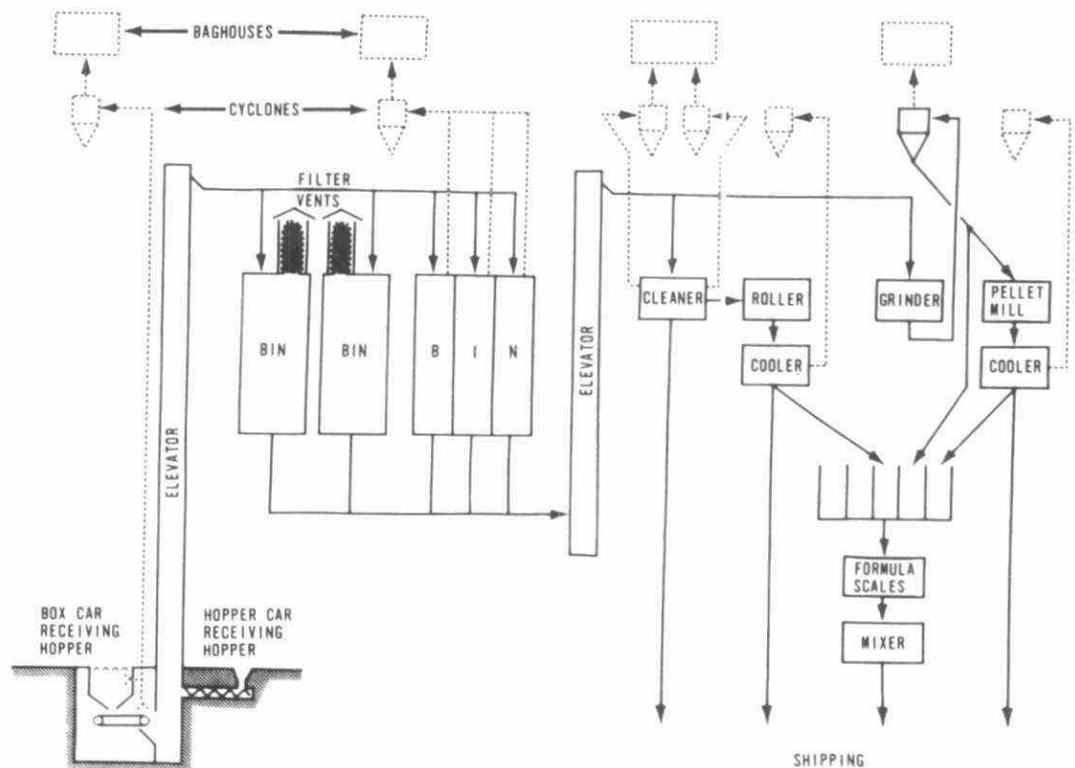 BAGHOUSES
CYCLONES
FILTER
VENTS
ELEVATOR
BIN
BIN
B I N
ELEVATOR
CLEANER
ROLLER
GRINDER
PELLET
MILL
COOLER
COOLER
FORMULA
SCALES
MIXER
BOX CAR
RECEIVING
HOPPER
HOPPER CAR
RECEIVING
HOPPER
SHIPPING